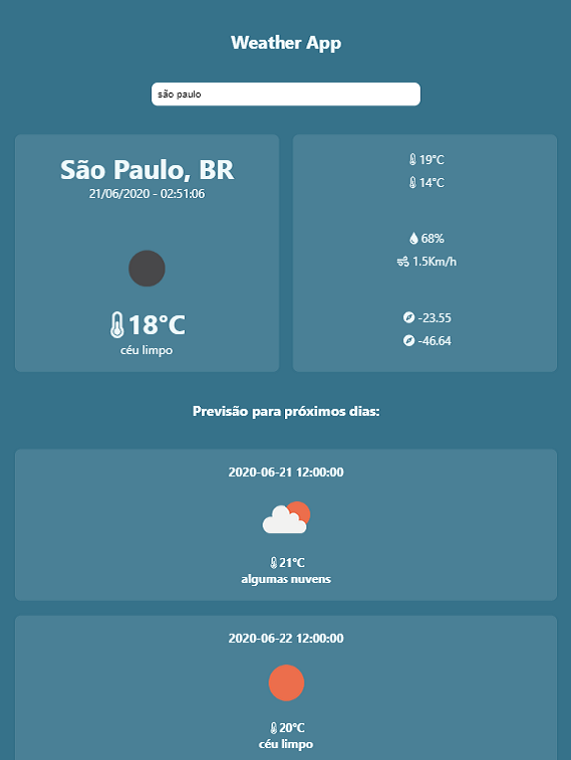 Weather App
são paulo
São Paulo, BR
21/06/2020 - 02:51:06
18°C
céu limpo
19°C
14°C
68%
1.5Km/h
-23.55
-46.64
Previsão para próximos dias:
2020-06-21 12:00:00
21°C
algumas nuvens
2020-06-22 12:00:00
20°C
céu limpo